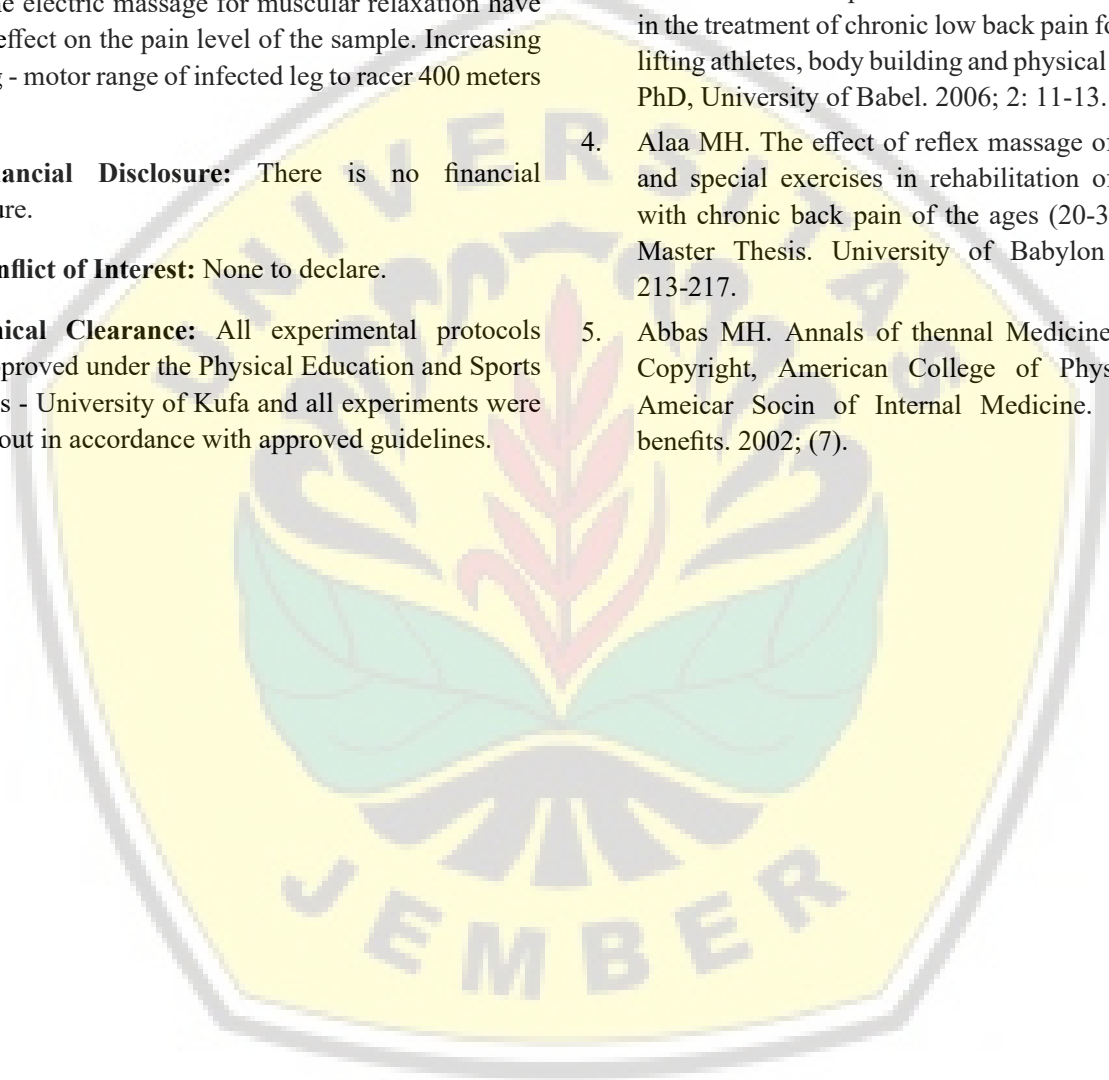 e electric massage for muscular relaxation have
effect on the pain level of the sample. Increasing
- motor range of infected leg to racer 400 meters
ancial Disclosure: There is no financial
ure.
nflict of Interest: None to declare.
ical Clearance: All experimental protocols
proved under the Physical Education and Sports
s - University of Kufa and all experiments were
out in accordance with approved guidelines.
in the treatment of chronic low back pain fo
lifting athletes, body building and physical
PhD, University of Babel. 2006; 2: 11-13.
4. Alaa MH. The effect of reflex massage of
and special exercises in rehabilitation of
with chronic back pain of the ages (20-3
Master Thesis. University of Babylon
213-217.
5. Abbas MH. Annals of thennal Medicine
Copyright, American College of Phys
Ameicar Socin of Internal Medicine.
benefits. 2002; (7).
UNIVERSITAS
JEMBER